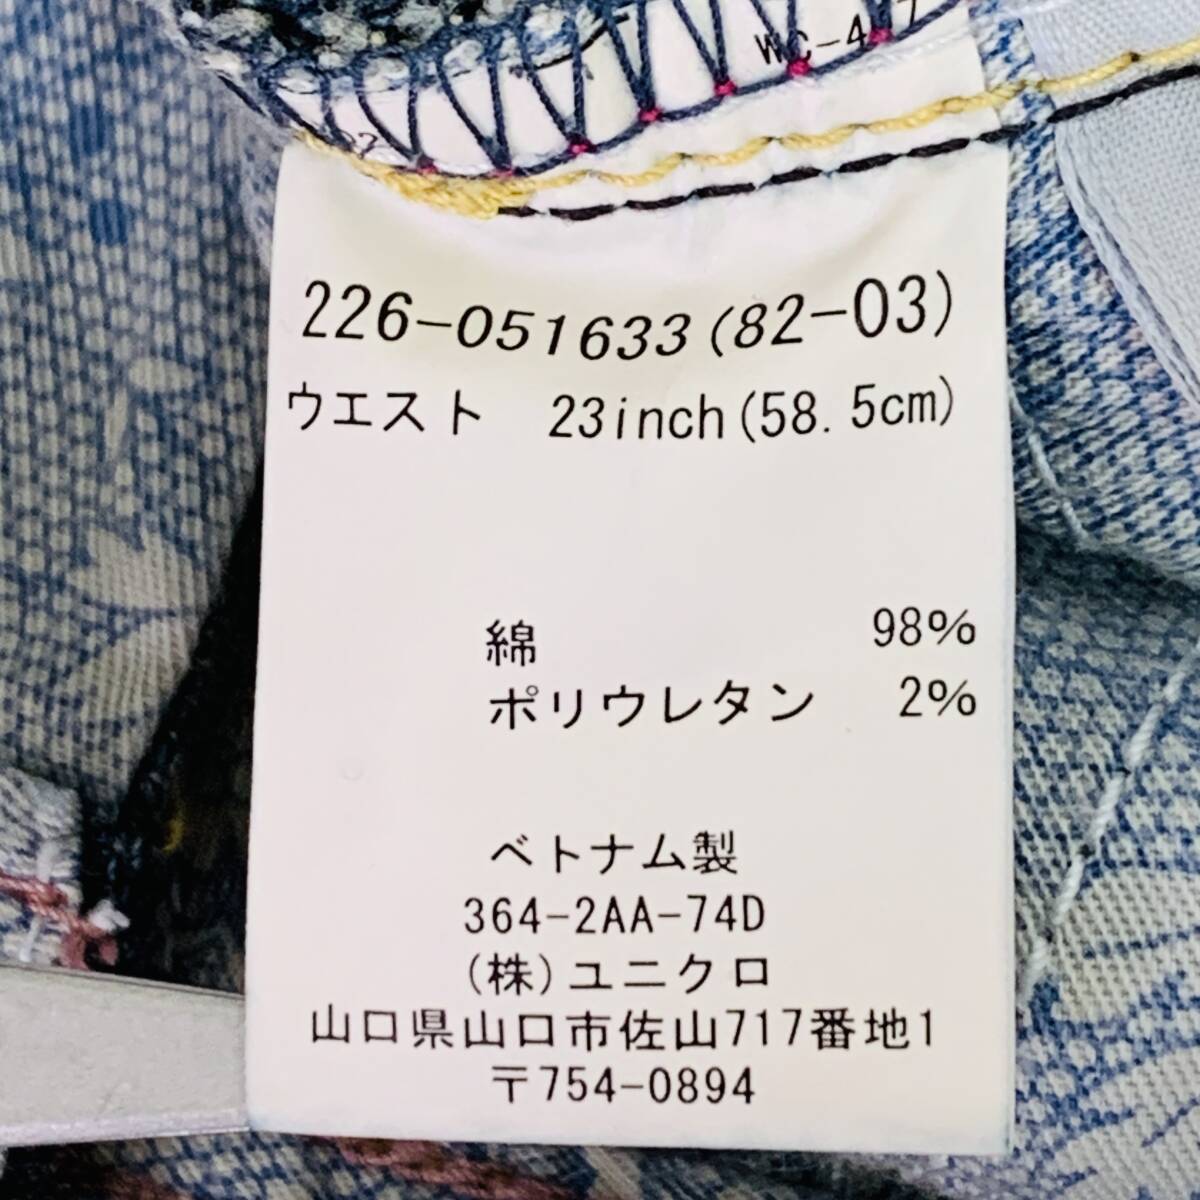 226-051633(82-03)
ウエスト 23inch(58.5cm)
綿 98%
ポリウレタン 2%
ベトナム製
364-2AA-74D
(株)ユニクロ
山口県山口市佐山717番地1
〒754-0894